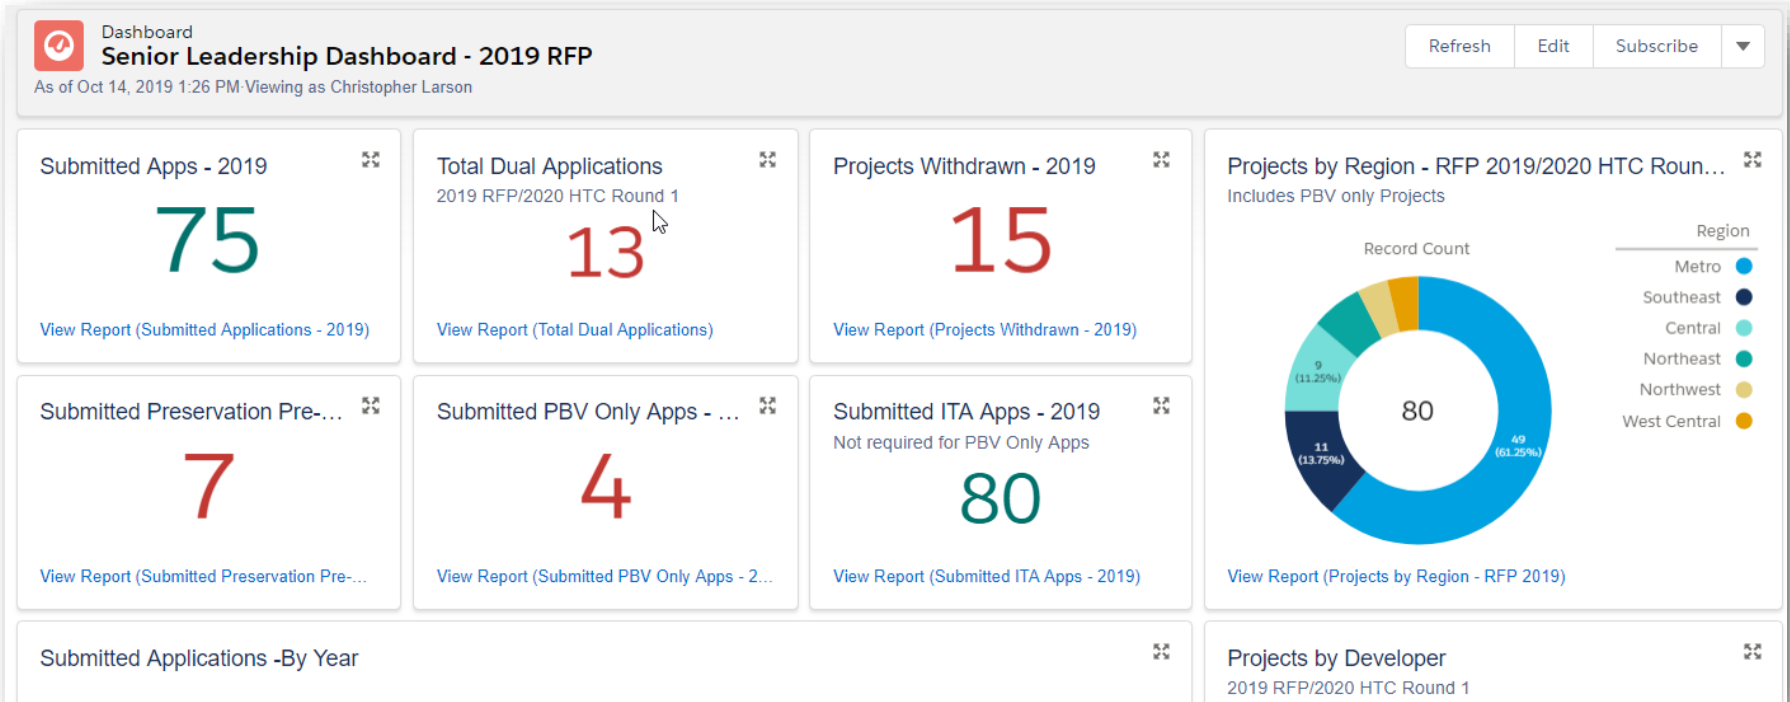 Dashboard
Senior Leadership Dashboard - 2019 RFP
As of Oct 14, 2019 1:26 PM·Viewing as Christopher Larson
Refresh
Edit
Subscribe
Submitted Apps - 2019
75
View Report (Submitted Applications - 2019)
Total Dual Applications
2019 RFP/2020 HTC Round 1
13
View Report (Total Dual Applications)
Projects Withdrawn - 2019
15
View Report (Projects Withdrawn - 2019)
Projects by Region - RFP 2019/2020 HTC Roun...
Includes PBV only Projects
Record Count
Region
Metro
Southeast
Central
Northeast
Northwest
West Central
9
(11.25%)
11
(13.75%)
80
49
(61.25%)
View Report (Projects by Region - RFP 2019)
Submitted Preservation Pre-...
7
View Report (Submitted Preservation Pre-...
Submitted PBV Only Apps - ...
4
View Report (Submitted PBV Only Apps - 2...
Submitted ITA Apps - 2019
Not required for PBV Only Apps
80
View Report (Submitted ITA Apps - 2019)
Submitted Applications -By Year
Projects by Developer
2019 RFP/2020 HTC Round 1